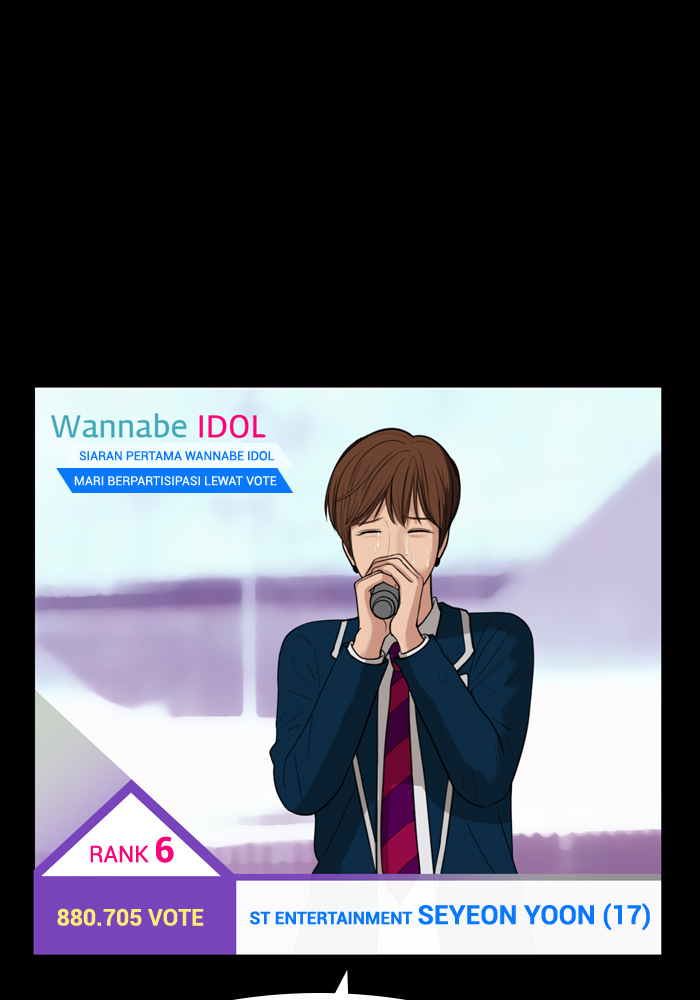 Wannabe IDOL
SIARAN PERTAMA WANNABE IDOL
MARI BERPARTISIPASI LEWAT VOTE
RANK 6
880.705 VOTE
ST ENTERTAINMENT SEYEON YOON (17)